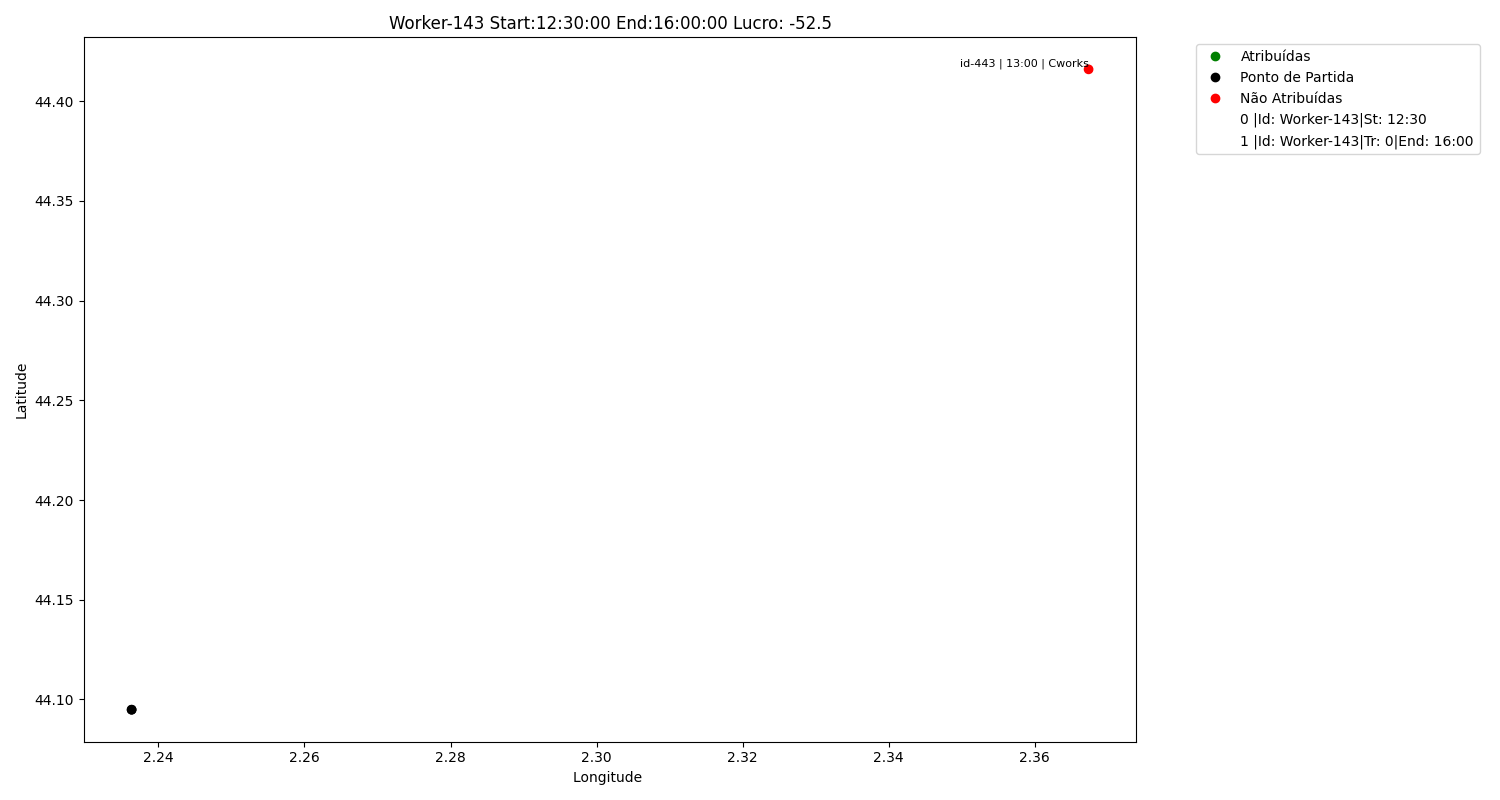 Worker-143 Start:12:30:00 End:16:00:00 Lucro: -52.5
id-443 | 13:00 | Cworks
Atribuídas
Ponto de Partida
Não Atribuídas
0 |Id: Worker-143|St: 12:30
1 |Id: Worker-143|Tr: 0|End: 16:00
Latitude
44.40
44.35
44.30
44.25
44.20
44.15
44.10
2.24 2.26 2.28 2.30 2.32 2.34 2.36
Longitude